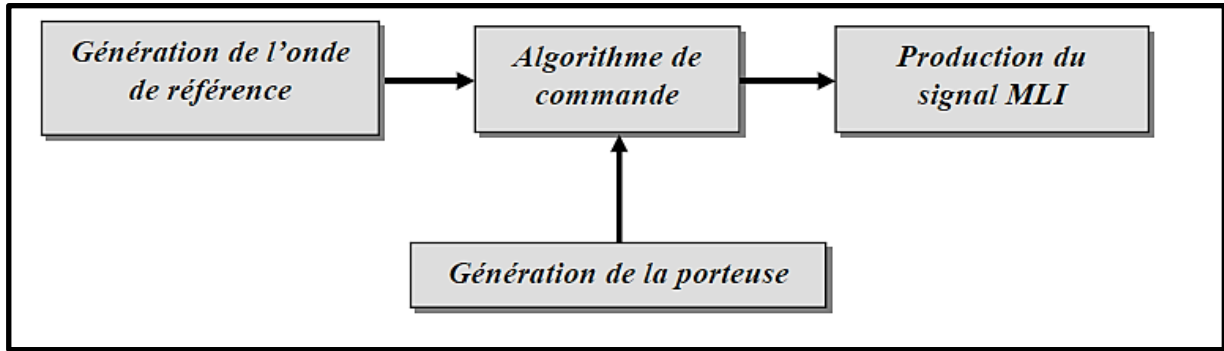 Génération de l'onde
de référence
Algorithme de
commande
Production du
signal MLI
Génération de la porteuse